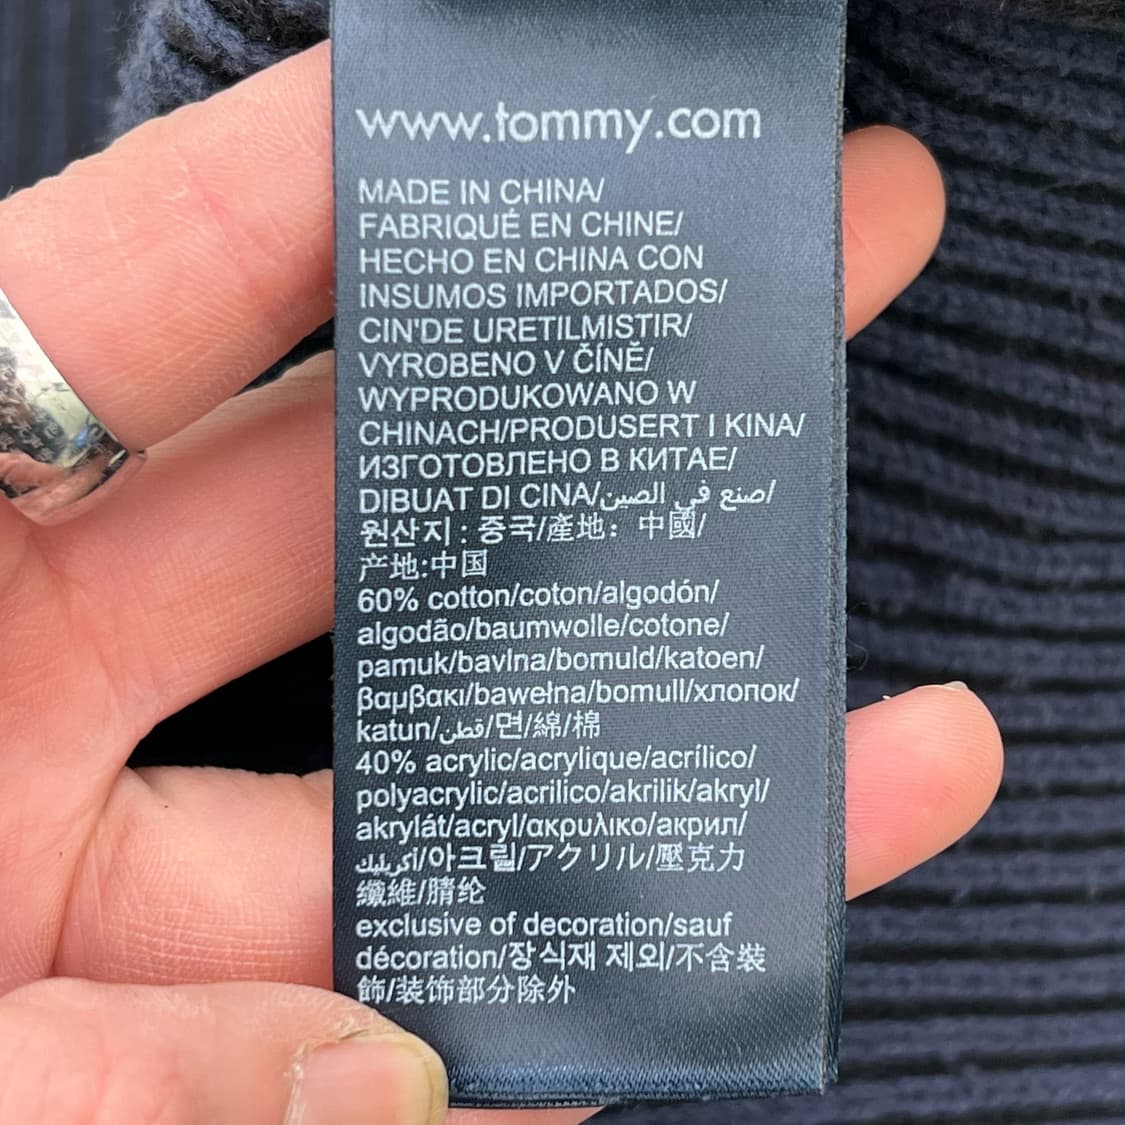 www.tommy.com
MADE IN CHINA/
FABRIQUÉ EN CHINE/
HECHO EN CHINA CON
INSUMOS IMPORTADOS/
CIN'DE URETILMISTIR/
VYROBENO V ČÍNĚ/
WYPRODUKOWANO W
CHINACH/PRODUSERT I KINA/
ИЗГОТОВЛЕНО В КИТАЕ/
DIBUAT DI CINA/صنع في الصين/
원산지 : 중국/產地：中國/
产地:中国
60% cotton/coton/algodón/
algodão/baumwolle/cotone/
pamuk/bavlna/bomuld/katoen/
βαμβακι/bawełna/bomull/хлопок/
katun/قطن/면/綿/棉
40% acrylic/acrylique/acrílico/
polyacrylic/acrilico/akrilik/akryl/
akrylát/acryl/ακρυλικο/акрил/
أكريليك/아크릴/アクリル/壓克力
纖維/腈纶
exclusive of decoration/sauf
décoration/장식재 제외/不含裝
飾/装饰部分除外